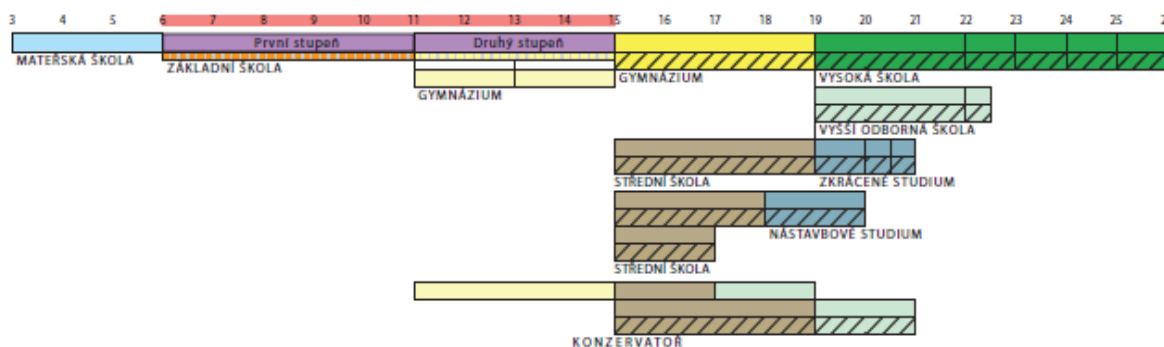 3 4 5 6 7 8 9 10 11 12 13 14 15 16 17 18 19 20 21 22 23 24 25 26
První stupeň Druhý stupeň
MATEŘSKÁ ŠKOLA ZÁKLADNÍ ŠKOLA GYMNÁZIUM VYSOKÁ ŠKOLA
GYMNÁZIUM
VYŠŠÍ ODBORNÁ ŠKOLA
STŘEDNÍ ŠKOLA ZKRÁCENÉ STUDIUM
NÁSTAVBOVÉ STUDIUM
STŘEDNÍ ŠKOLA
KONZERVATOŘ